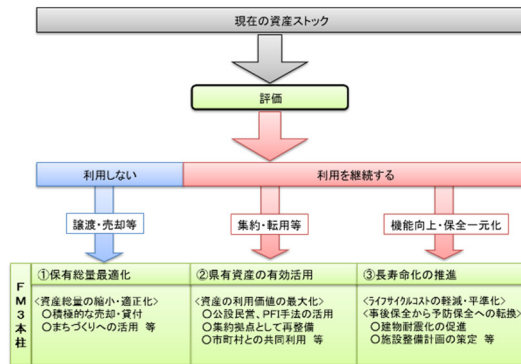 現在の資産ストック
評価
利用しない
利用を継続する
譲渡・売却等
集約・転用等
機能向上・保全一元化
FM3本柱
①保有総量最適化
<資産総量の縮小・適正化>
○積極的な売却・貸付
○まちづくりへの活用 等
②県有資産の有効活用
<資産の利用価値の最大化>
○公設民営、PFI手法の活用
○集約拠点として再整備
○市町村との共同利用 等
③長寿命化の推進
<ライフサイクルコストの軽減・平準化>
<事後保全から予防保全への転換>
○建物耐震化の促進
○施設整備計画の策定 等